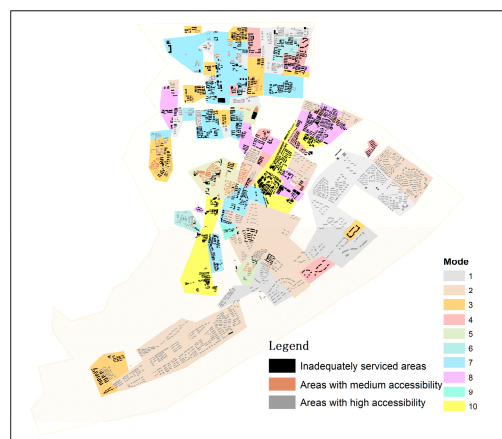 Mode
1
2
3
4
5
6
7
8
9
10
Legend
Inadequately serviced areas
Areas with medium accessibility
Areas with high accessibility